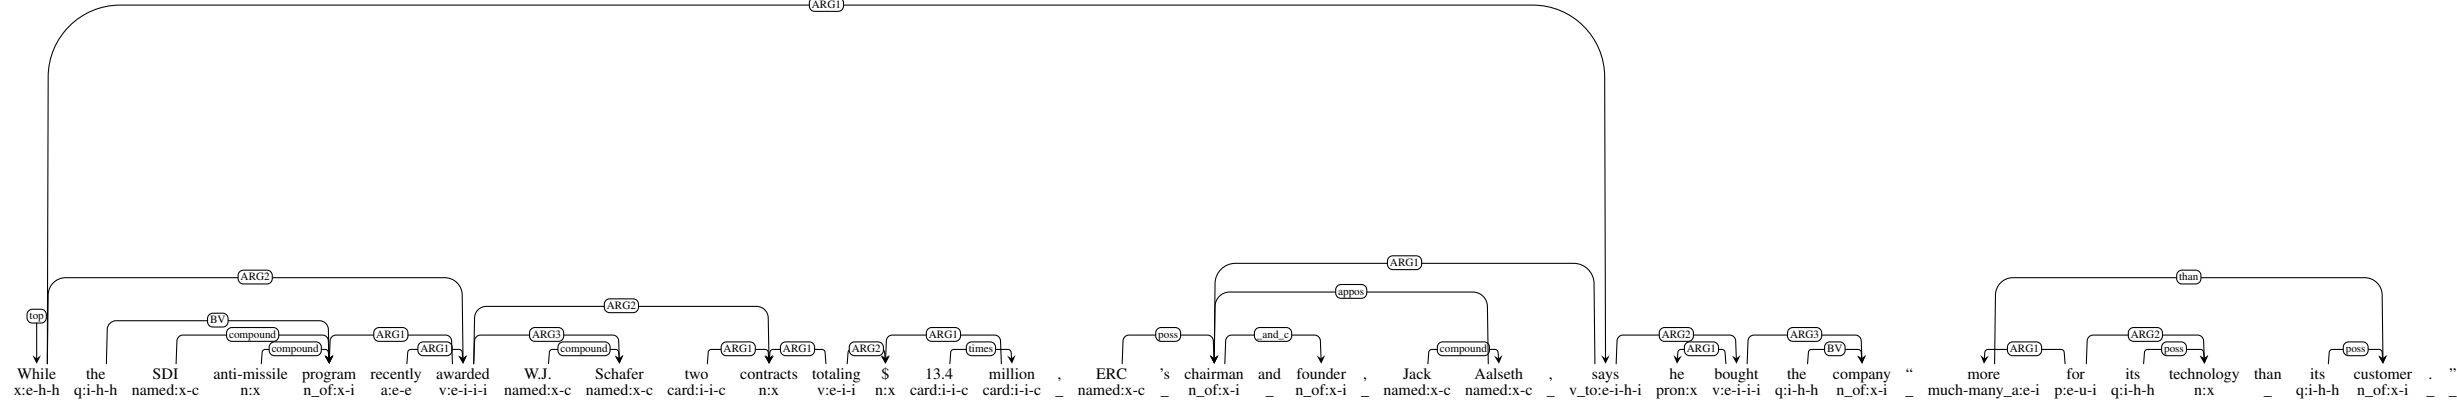 ARG1
ARG2 ARG1
appos
ARG2 than
ARG2
top BV
compound ARG1 ARG3 ARG1 poss _and_c ARG2 ARG3 ARG2
compound ARG1 compound ARG1 ARG1 ARG2 times compound ARG1 BV ARG1 poss poss
While the SDI anti-missile program recently awarded W.J. Schafer two contracts totaling $ 13.4 million , ERC 's chairman and founder , Jack Aalseth , says he bought the company “ more for its technology than its customer . ”
x:e-h-h q:i-h-h named:x-c n:x n_of:x-i a:e-e v:e-i-i-i named:x-c named:x-c card:i-i-c n:x v:e-i-i n:x card:i-i-c card:i-i-c _ named:x-c _ n_of:x-i _ n_of:x-i _ named:x-c named:x-c _ v_to:e-i-h-i pron:x v:e-i-i-i q:i-h-h n_of:x-i _ much-many_a:e-i p:e-u-i q:i-h-h n:x _ q:i-h-h n_of:x-i _ _